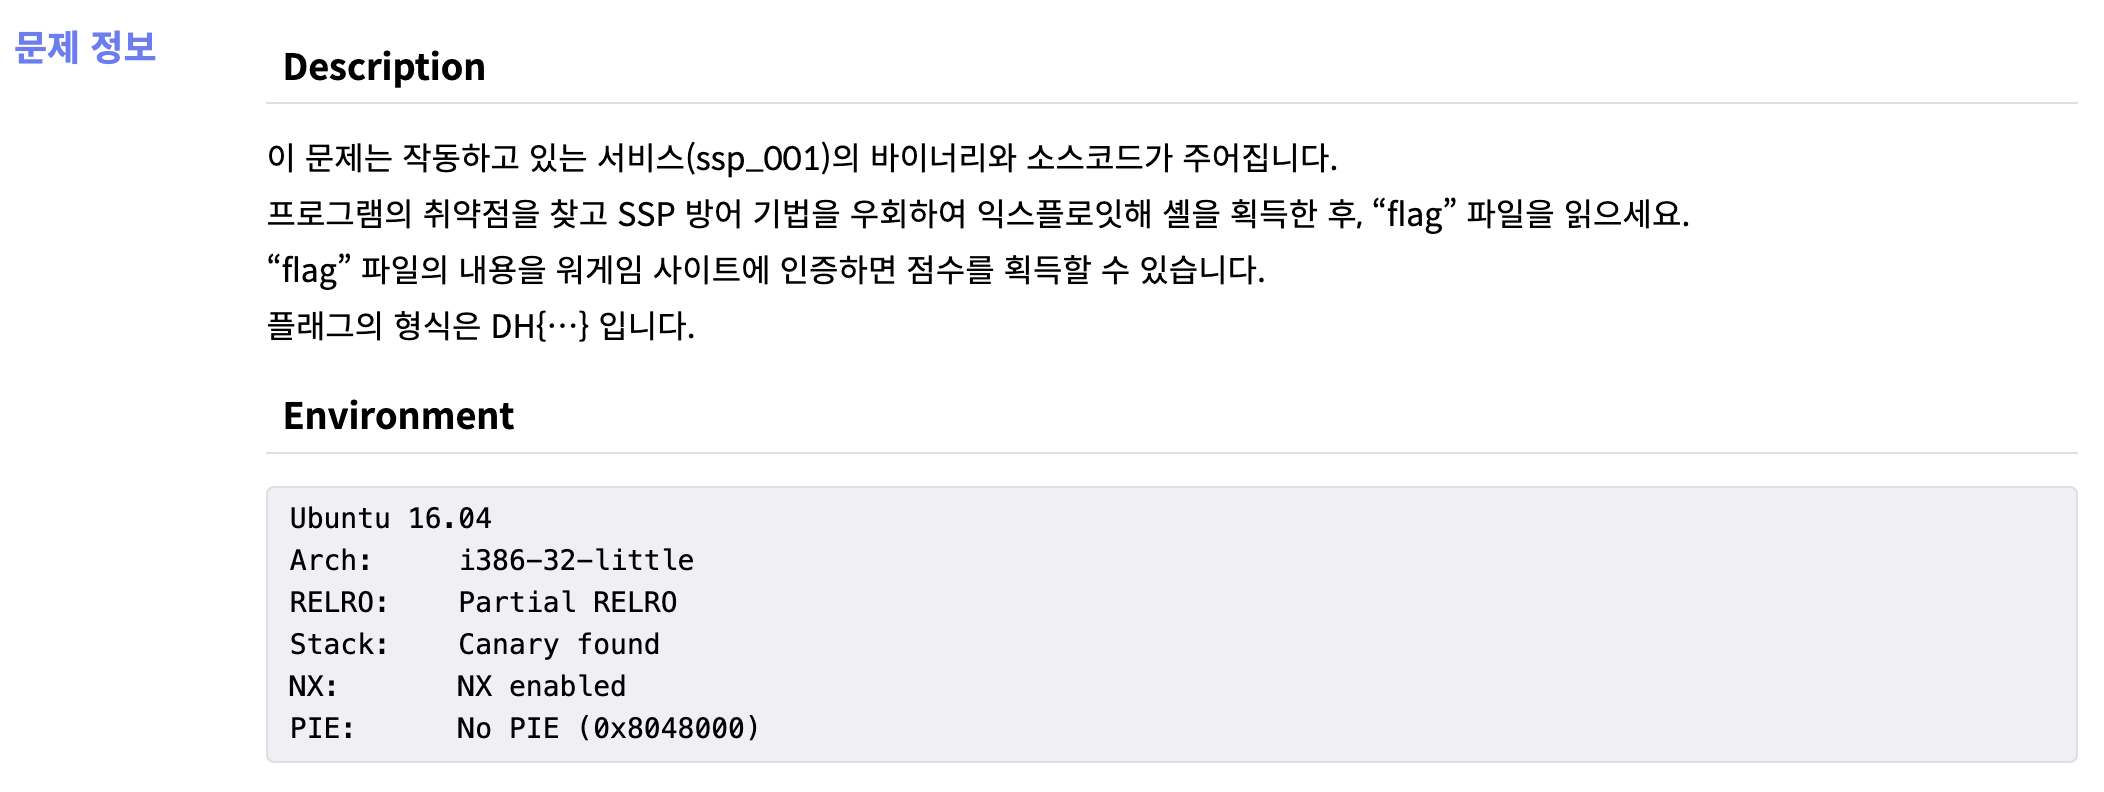 문제 정보
Description
이 문제는 작동하고 있는 서비스(ssp_001)의 바이너리와 소스코드가 주어집니다.
프로그램의 취약점을 찾고 SSP 방어 기법을 우회하여 익스플로잇해 셸을 획득한 후, “flag” 파일을 읽으세요.
“flag” 파일의 내용을 워게임 사이트에 인증하면 점수를 획득할 수 있습니다.
플래그의 형식은 DH{…} 입니다.
Environment
Ubuntu 16.04
Arch:     i386-32-little
RELRO:    Partial RELRO
Stack:    Canary found
NX:       NX enabled
PIE:      No PIE (0x8048000)